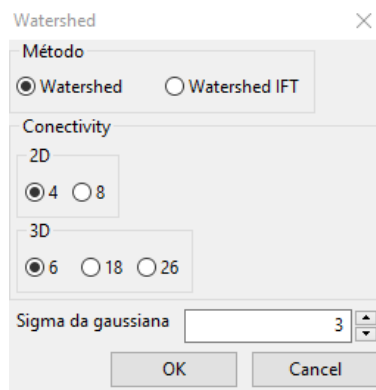 Watershed
Método
Watershed Watershed IFT
Conectivity
2D
4 8
3D
6 18 26
Sigma da gaussiana 3
OK Cancel